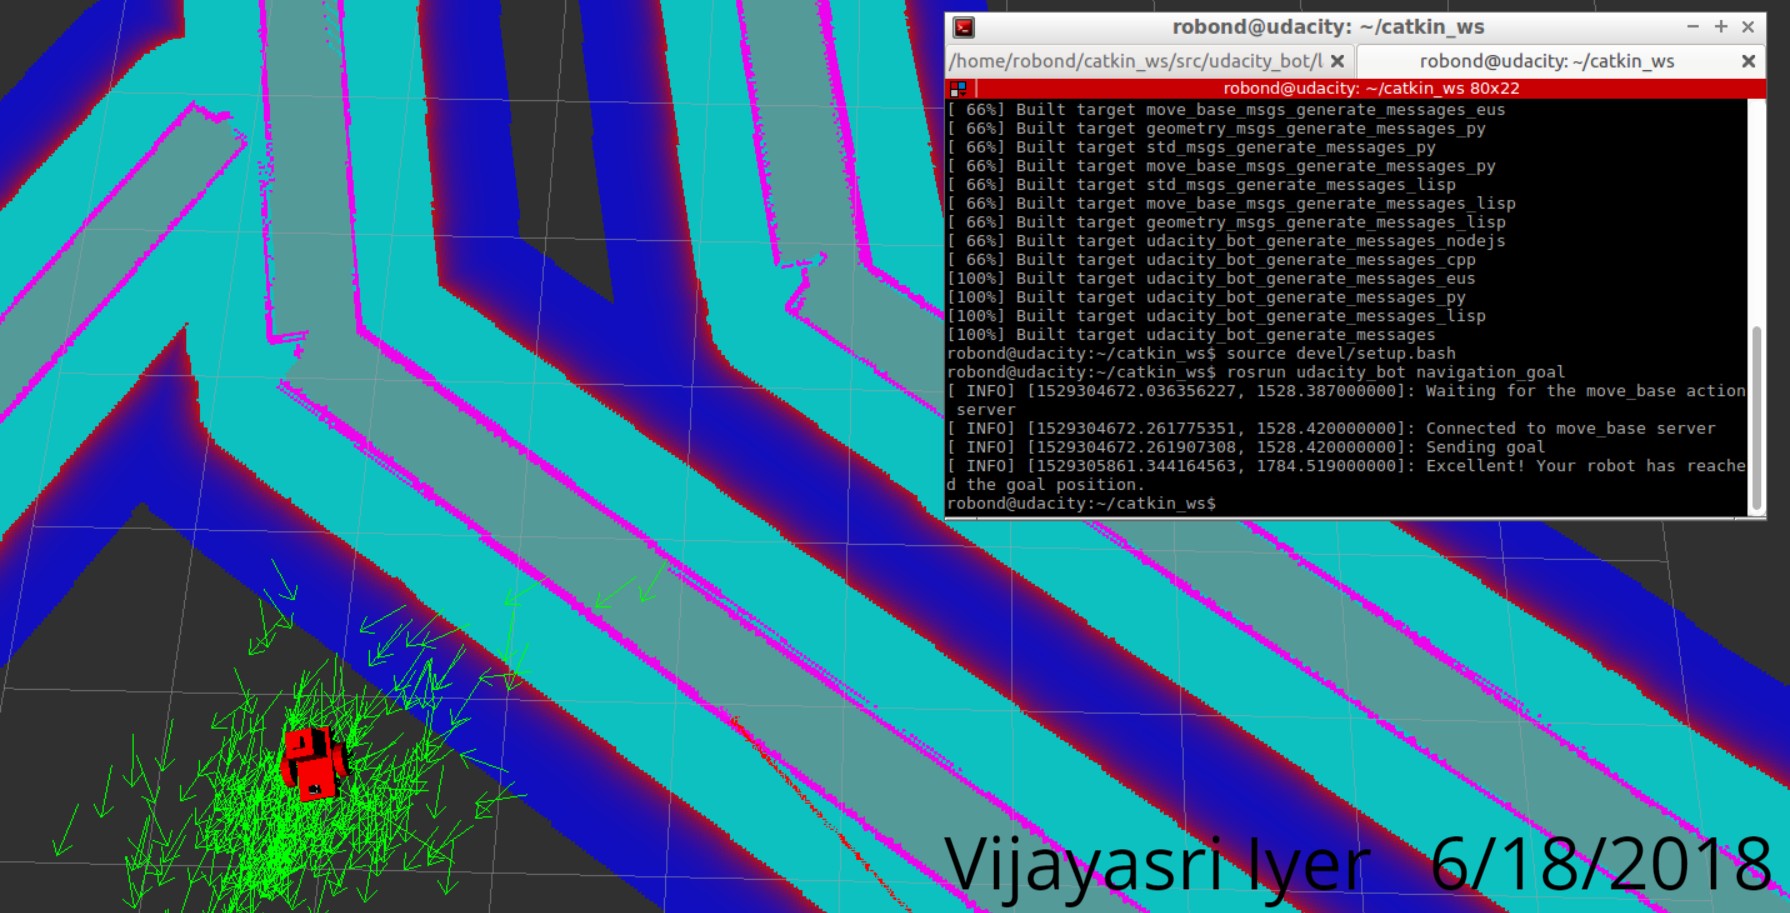 robond@udacity: ~/catkin_ws
/home/robond/catkin_ws/src/udacity_bot/l
robond@udacity: ~/catkin_ws
robond@udacity: ~/catkin_ws 80x22
[ 66%] Built target move_base_msgs_generate_messages_eus
[ 66%] Built target geometry_msgs_generate_messages_py
[ 66%] Built target std_msgs_generate_messages_py
[ 66%] Built target move_base_msgs_generate_messages_py
[ 66%] Built target std_msgs_generate_messages_lisp
[ 66%] Built target move_base_msgs_generate_messages_lisp
[ 66%] Built target geometry_msgs_generate_messages_lisp
[ 66%] Built target udacity_bot_generate_messages_nodejs
[ 66%] Built target udacity_bot_generate_messages_cpp
[100%] Built target udacity_bot_generate_messages_eus
[100%] Built target udacity_bot_generate_messages_py
[100%] Built target udacity_bot_generate_messages_lisp
[100%] Built target udacity_bot_generate_messages
robond@udacity:~/catkin_ws$ source devel/setup.bash
robond@udacity:~/catkin_ws$ rosrun udacity_bot navigation_goal
[ INFO] [1529304672.036356227, 1528.387000000]: Waiting for the move_base action
server
[ INFO] [1529304672.261775351, 1528.420000000]: Connected to move_base server
[ INFO] [1529304672.261907308, 1528.420000000]: Sending goal
[ INFO] [1529305861.344164563, 1784.519000000]: Excellent! Your robot has reache
d the goal position.
robond@udacity:~/catkin_ws$
Vijayasri Iyer 6/18/2018